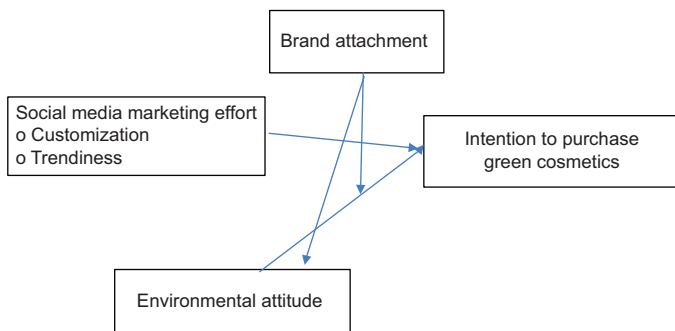 Brand attachment
Social media marketing effort
o Customization
o Trendiness
Intention to purchase
green cosmetics
Environmental attitude